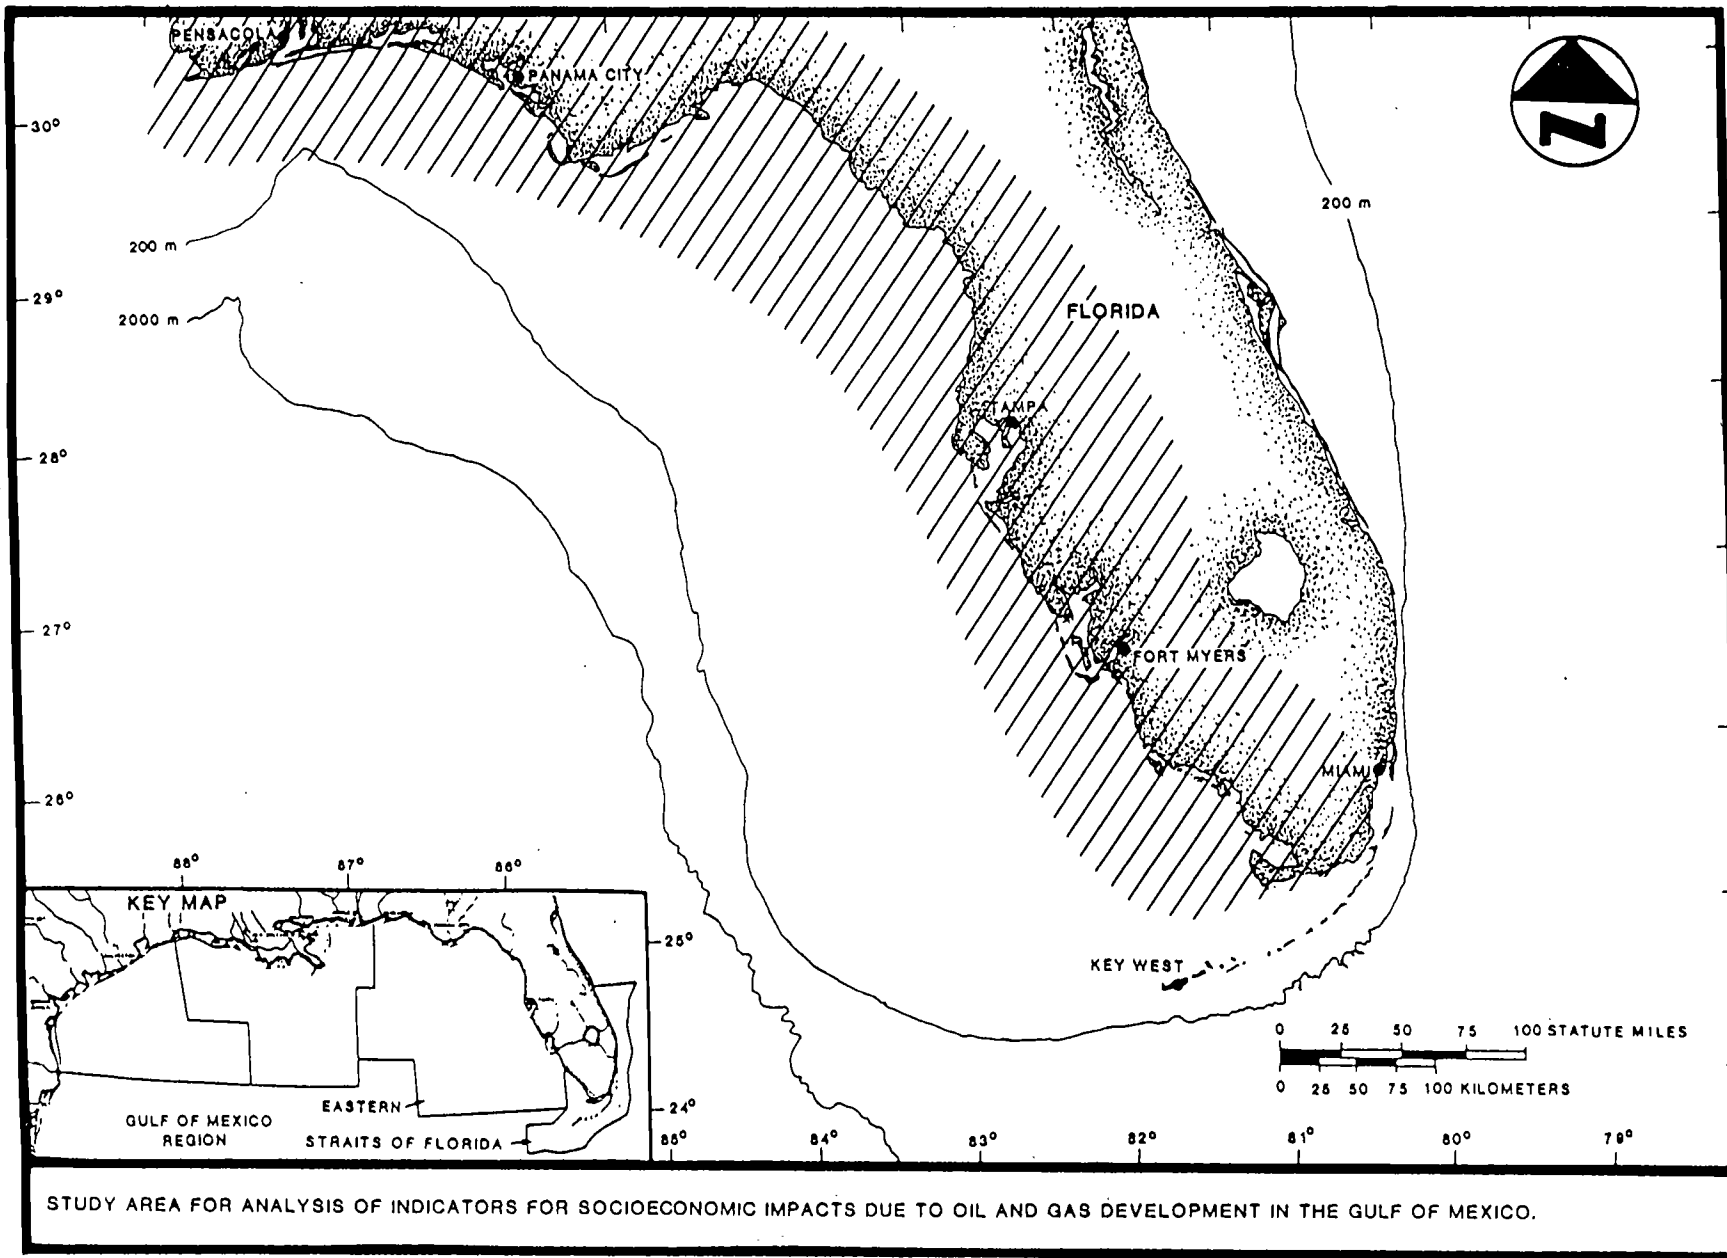 PENSACOLA
PANAMA CITY
N
30°
200 m
200 m
29°
2000 m
FLORIDA
TAMPA
28°
27°
FORT MYERS
MIAMI
26°
88° 87° 86°
KEY MAP
25°
KEY WEST
0 25 50 75 100 STATUTE MILES
0 25 50 75 100 KILOMETERS
EASTERN
24°
GULF OF MEXICO
REGION
STRAITS OF FLORIDA
85° 84° 83° 82° 81° 80° 79°
STUDY AREA FOR ANALYSIS OF INDICATORS FOR SOCIOECONOMIC IMPACTS DUE TO OIL AND GAS DEVELOPMENT IN THE GULF OF MEXICO.